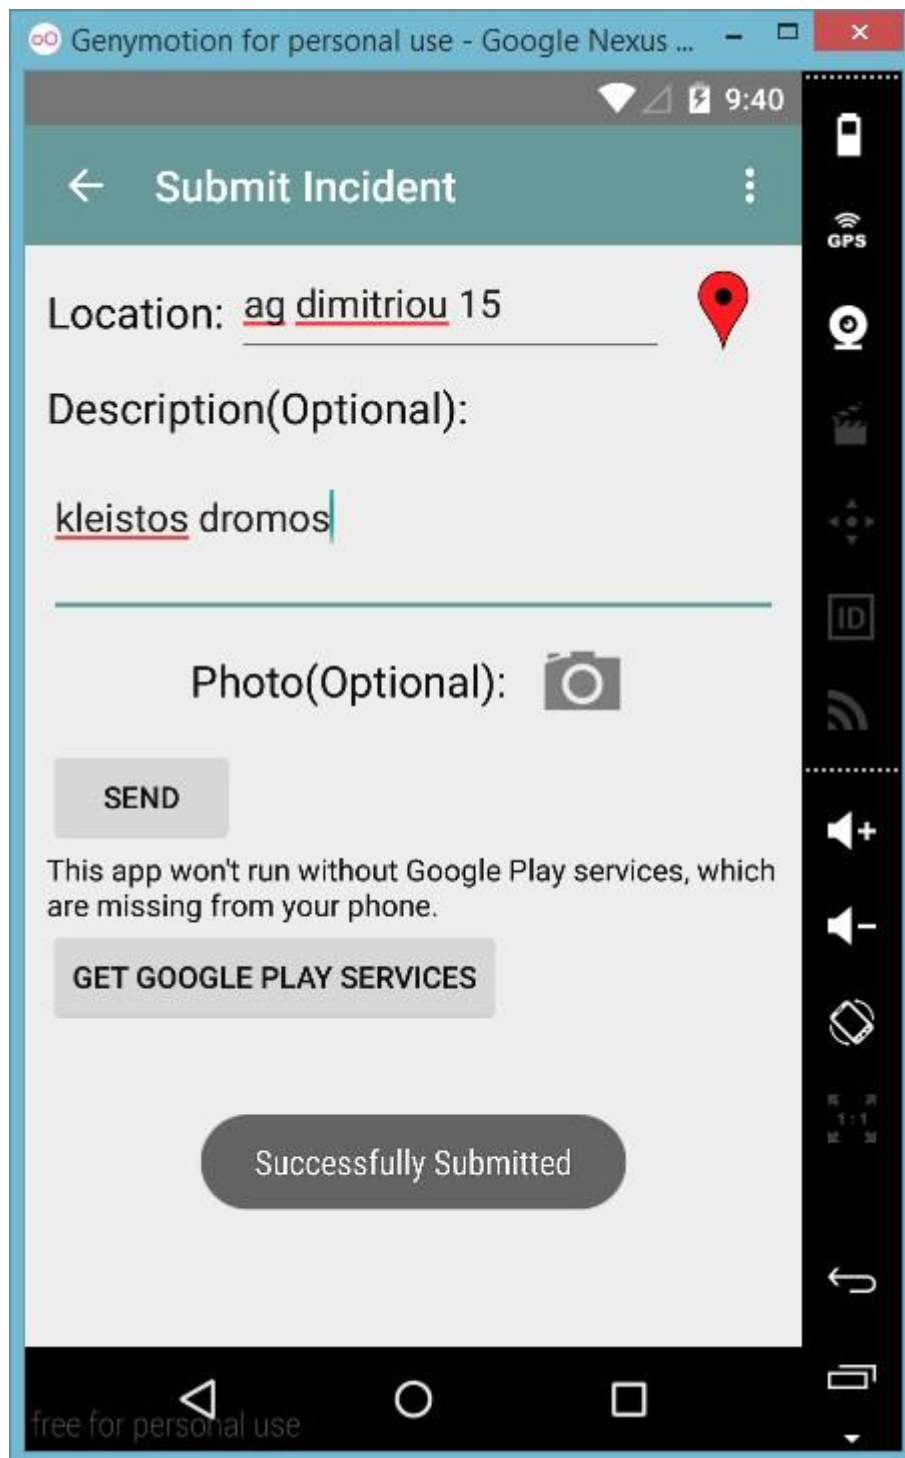 Genymotion for personal use - Google Nexus ...
9:40
Submit Incident
GPS
Location: ag dimitriou 15
Description(Optional):
kleistos dromos
ID
Photo(Optional):
SEND
This app won't run without Google Play services, which
are missing from your phone.
GET GOOGLE PLAY SERVICES
1:1
Successfully Submitted
free for personal use